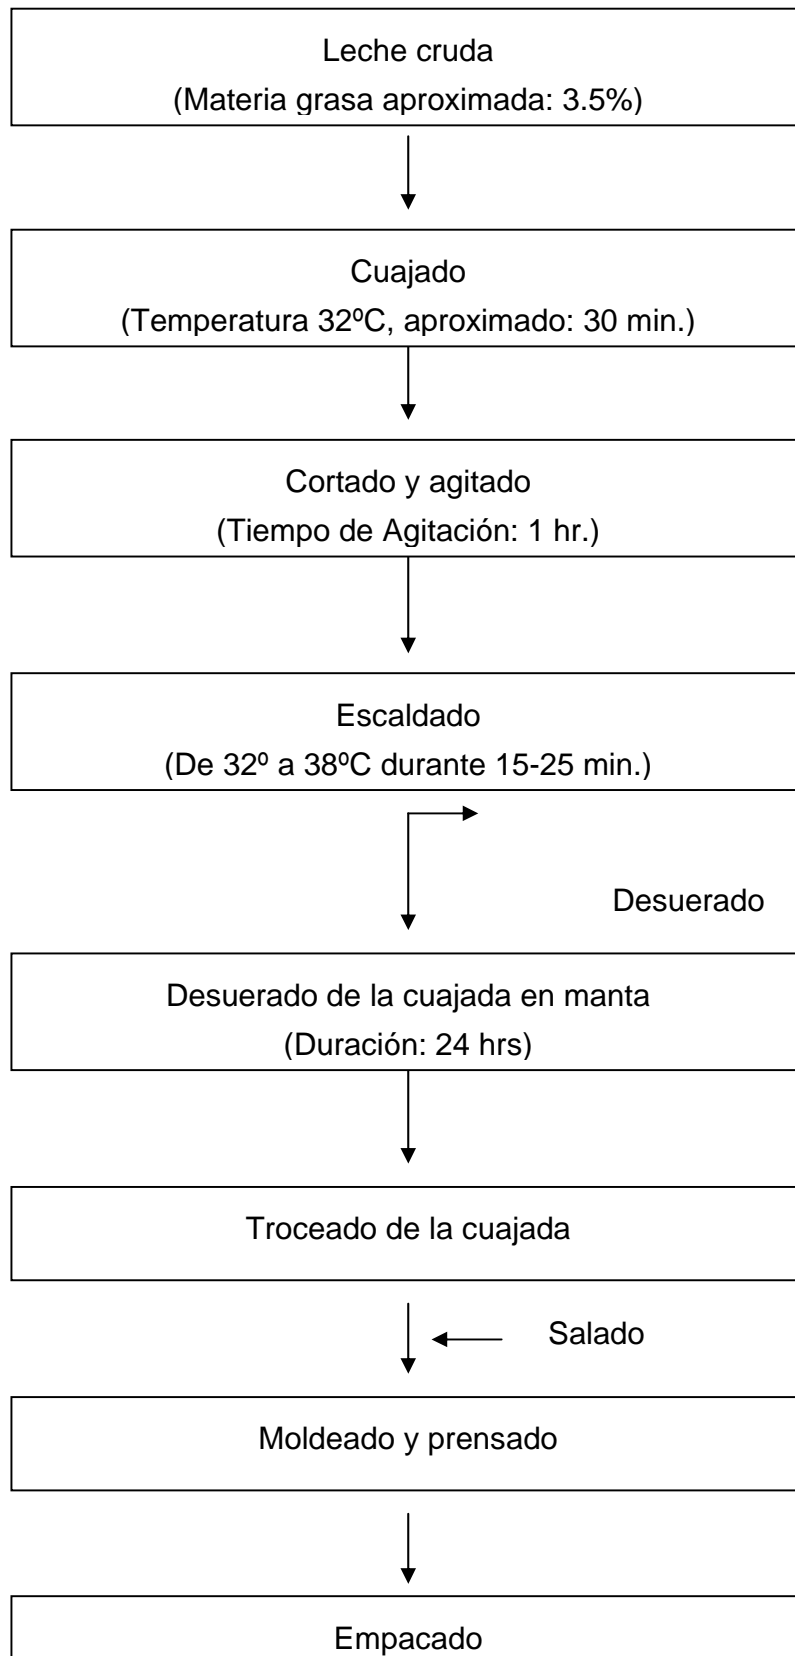 Leche cruda
(Materia grasa aproximada: 3.5%)
Cuajado
(Temperatura 32ºC, aproximado: 30 min.)
Cortado y agitado
(Tiempo de Agitación: 1 hr.)
Escaldado
(De 32º a 38ºC durante 15-25 min.)
Desuerado
Desuerado de la cuajada en manta
(Duración: 24 hrs)
Troceado de la cuajada
Salado
Moldeado y prensado
Empacado